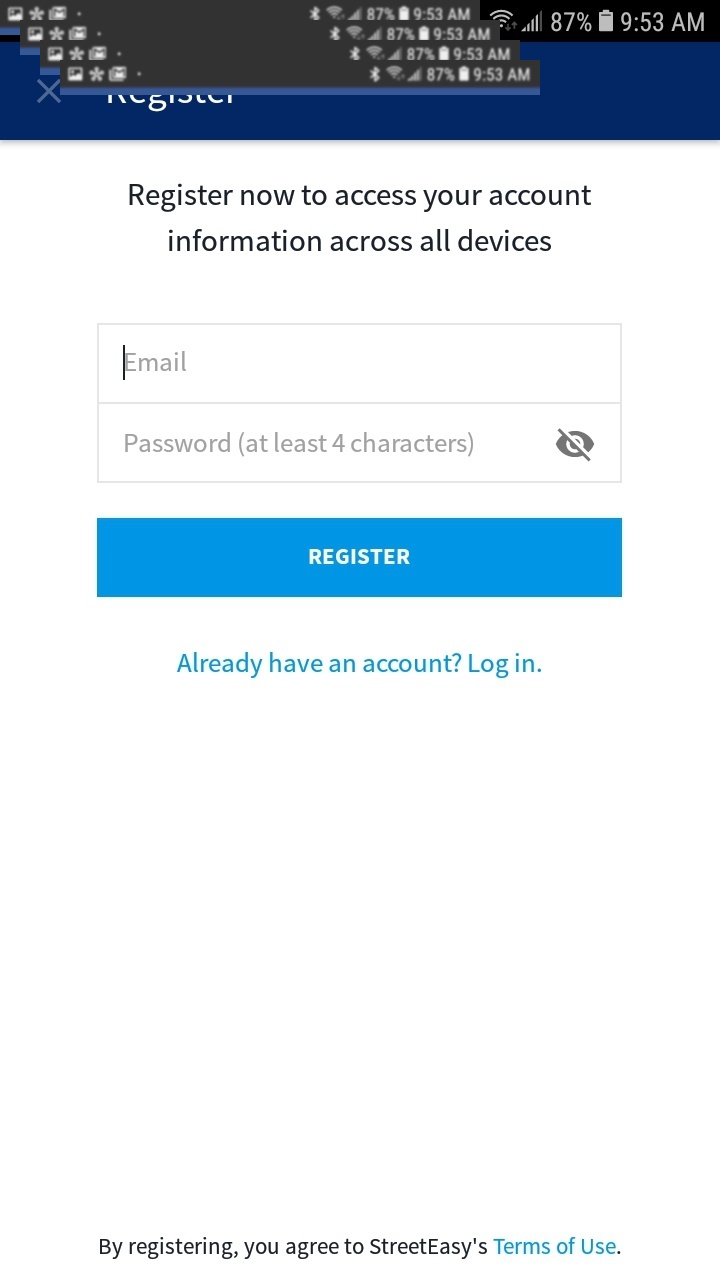 87% 9:53 AM
87% 9:53 AM
87% 9:53 AM
87% 9:53 AM
87% 9:53 AM
Register
Register now to access your account
information across all devices
Email
Password (at least 4 characters)
REGISTER
Already have an account? Log in.
By registering, you agree to StreetEasy's Terms of Use.